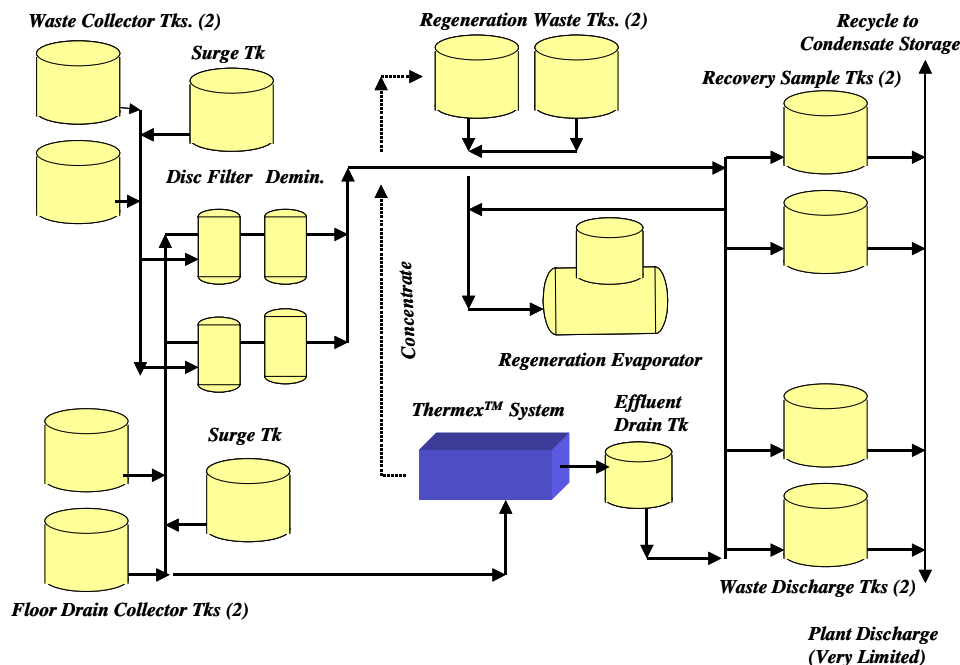 Waste Collector Tks. (2)
Regeneration Waste Tks. (2)
Recycle to
Condensate Storage
Surge Tk
Recovery Sample Tks (2)
Disc Filter
Demin.
Concentrate
Regeneration Evaporator
Thermex™ System
Effluent
Drain Tk
Surge Tk
Floor Drain Collector Tks (2)
Waste Discharge Tks (2)
Plant Discharge
(Very Limited)